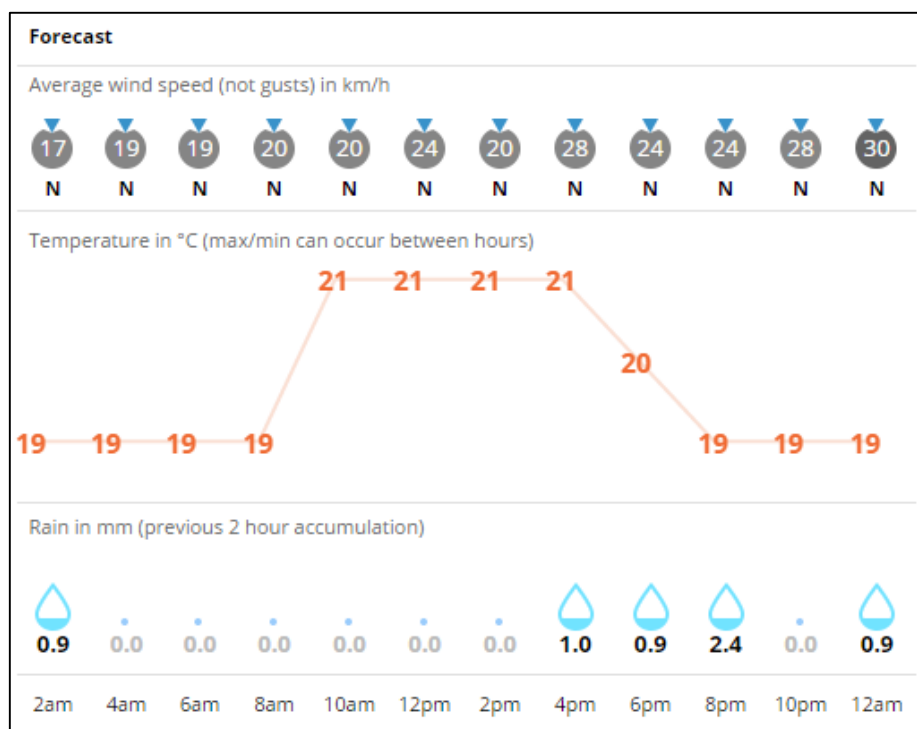 Forecast
Average wind speed (not gusts) in km/h
17 19 19 20 20 24 20 28 24 24 28 30
N N N N N N N N N N N N
Temperature in °C (max/min can occur between hours)
21 21 21 21
20
19 19 19 19 19 19 19
Rain in mm (previous 2 hour accumulation)
0.9 0.0 0.0 0.0 0.0 0.0 0.0 1.0 0.9 2.4 0.0 0.9
2am 4am 6am 8am 10am 12pm 2pm 4pm 6pm 8pm 10pm 12am